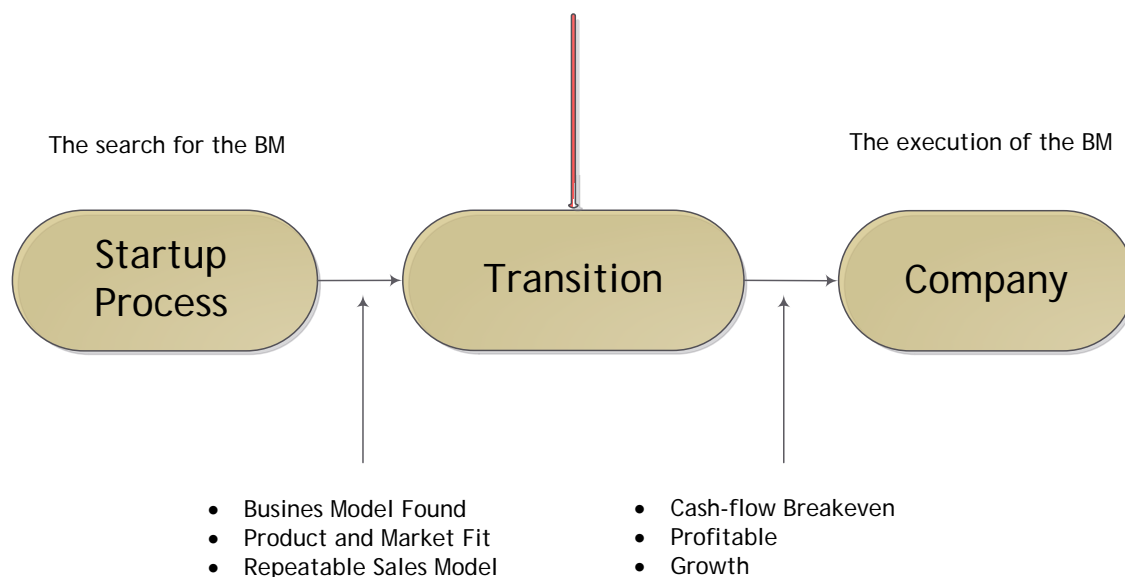 The search for the BM
The execution of the BM
Startup
Process
Transition
Company
• Busines Model Found
• Product and Market Fit
• Repeatable Sales Model
• Cash-flow Breakeven
• Profitable
• Growth